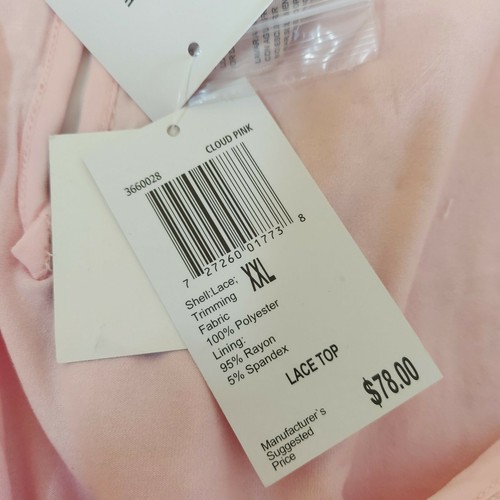 3660028 CLOUD PINK
7 27260 01773 8
XXL
Shell:Lace;
Trimming
Fabric
100% Polyester
Lining:
95% Rayon
5% Spandex
LACE TOP
$78.00
Manufacturer's
Suggested
Price